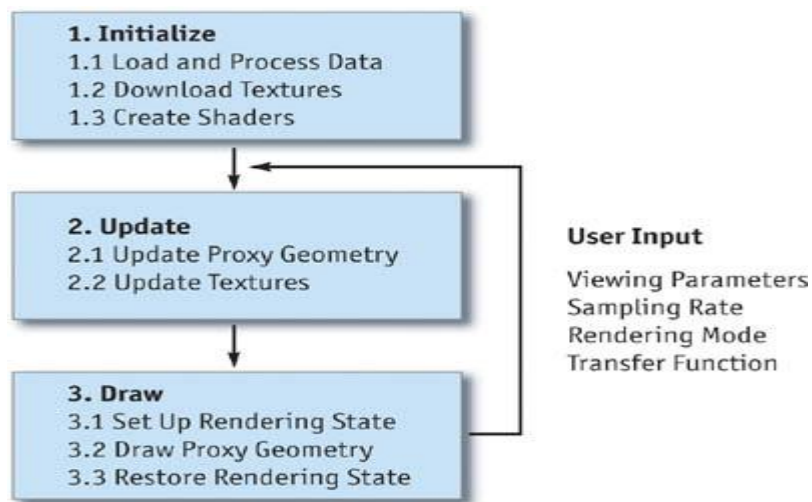 1. Initialize
1.1 Load and Process Data
1.2 Download Textures
1.3 Create Shaders
2. Update
2.1 Update Proxy Geometry
2.2 Update Textures
User Input
Viewing Parameters
Sampling Rate
Rendering Mode
Transfer Function
3. Draw
3.1 Set Up Rendering State
3.2 Draw Proxy Geometry
3.3 Restore Rendering State